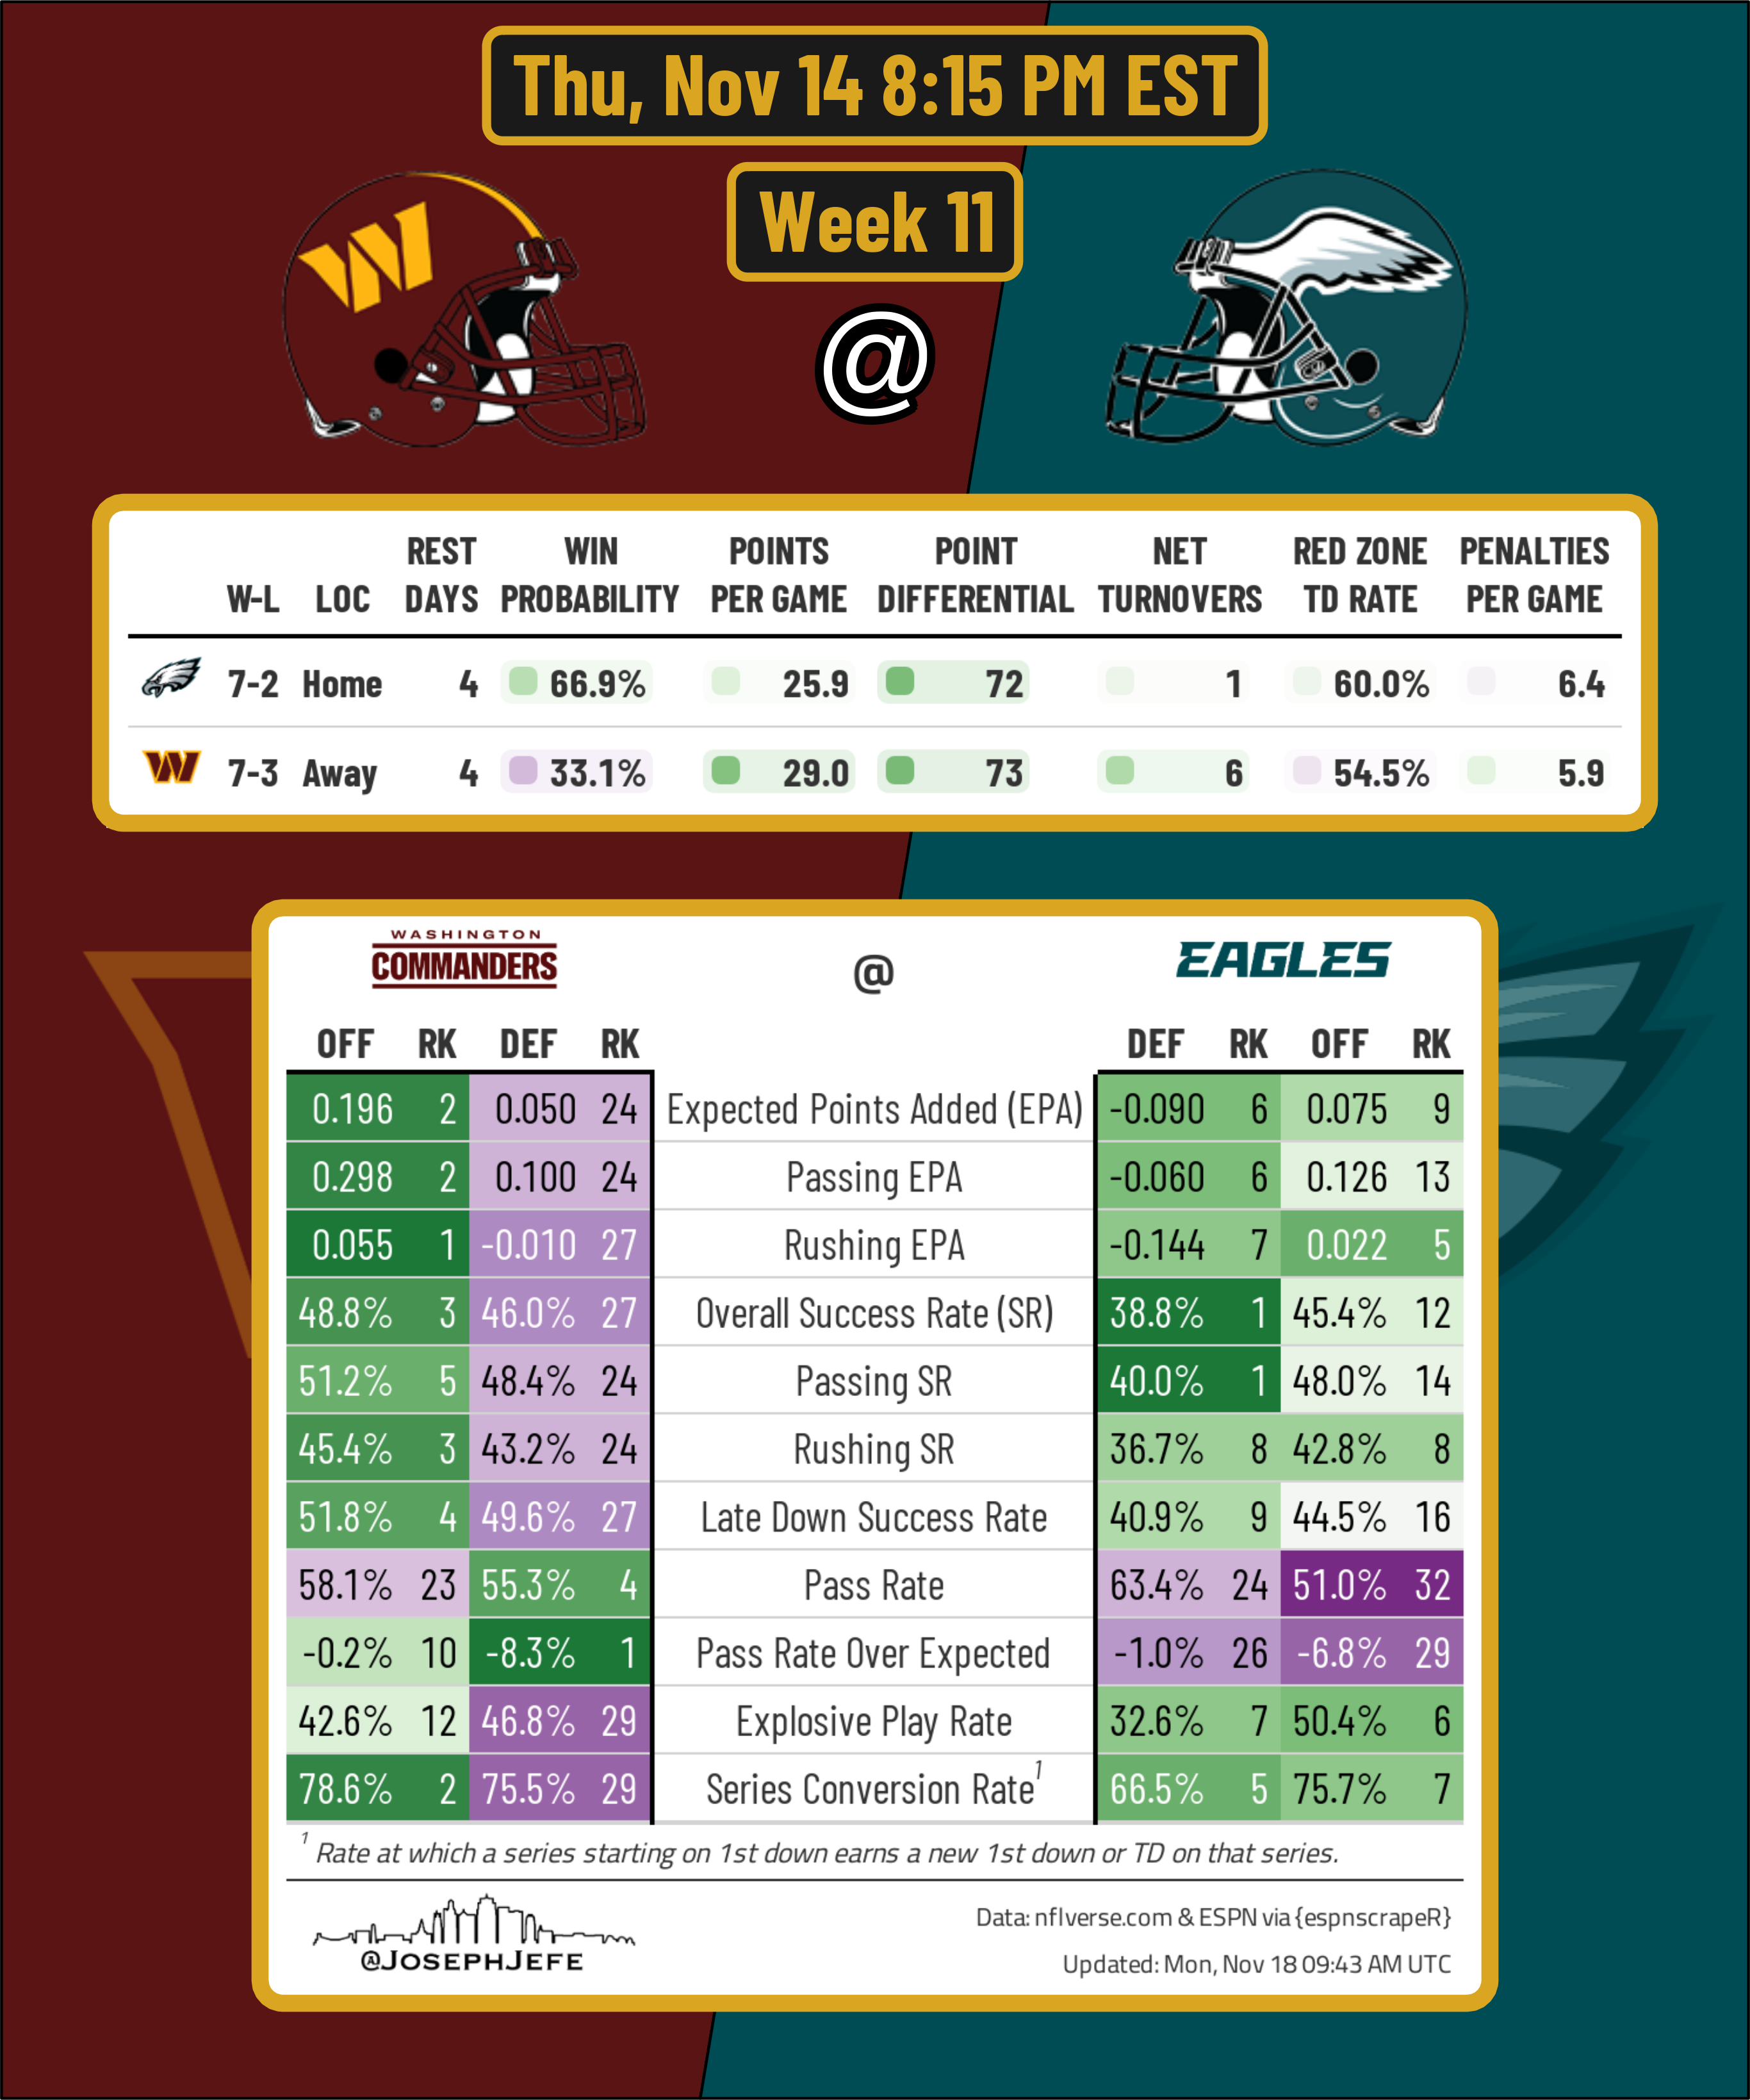 Thu, Nov 14 8:15 PM EST
Week 11
W
@
REST WIN POINTS POINT NET RED ZONE PENALTIES
W-L LOC DAYS PROBABILITY PER GAME DIFFERENTIAL TURNOVERS TD RATE PER GAME
7-2 Home 4 66.9% 25.9 72 1 60.0% 6.4
W 7-3 Away 4 33.1% 29.0 73 6 54.5% 5.9
WASHINGTON
COMMANDERS @ EAGLES
OFF RK DEF RK DEF RK OFF RK
0.196 2 0.050 24 Expected Points Added (EPA) -0.090 6 0.075 9
0.298 2 0.100 24 Passing EPA -0.060 6 0.126 13
0.055 1 -0.010 27 Rushing EPA -0.144 7 0.022 5
48.8% 3 46.0% 27 Overall Success Rate (SR) 38.8% 1 45.4% 12
51.2% 5 48.4% 24 Passing SR 40.0% 1 48.0% 14
45.4% 3 43.2% 24 Rushing SR 36.7% 8 42.8% 8
51.8% 4 49.6% 27 Late Down Success Rate 40.9% 9 44.5% 16
58.1% 23 55.3% 4 Pass Rate 63.4% 24 51.0% 32
-0.2% 10 -8.3% 1 Pass Rate Over Expected -1.0% 26 -6.8% 29
42.6% 12 46.8% 29 Explosive Play Rate 32.6% 7 50.4% 6
78.6% 2 75.5% 29 Series Conversion Rate¹ 66.5% 5 75.7% 7
¹ Rate at which a series starting on 1st down earns a new 1st down or TD on that series.
@JOSEPHJEFE
Data: nflverse.com & ESPN via {espnscrapeR}
Updated: Mon, Nov 18 09:43 AM UTC